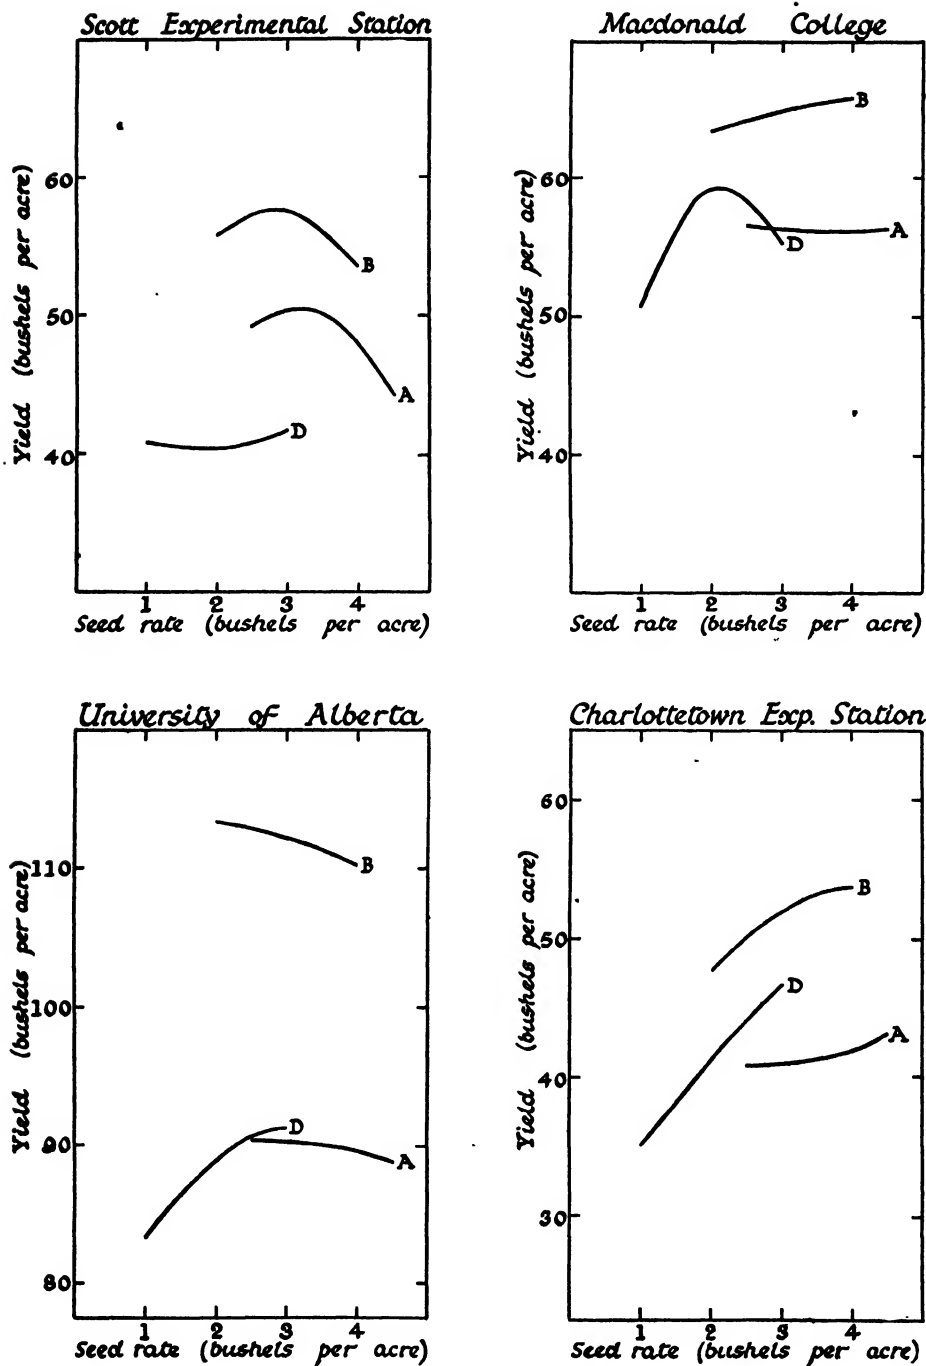 Scott Experimental Station
Yield (bushels per acre)
60
50
40
B
A
D
1 2 3 4
Seed rate (bushels per acre)
Macdonald College
Yield (bushels per acre)
60
50
40
B
A
D
1 2 3 4
Seed rate (bushels per acre)
University of Alberta
Yield (bushels per acre)
110
100
90
80
B
D
A
1 2 3 4
Seed rate (bushels per acre)
Charlottetown Exp. Station
Yield (bushels per acre)
60
50
40
30
B
D
A
1 2 3 4
Seed rate (bushels per acre)